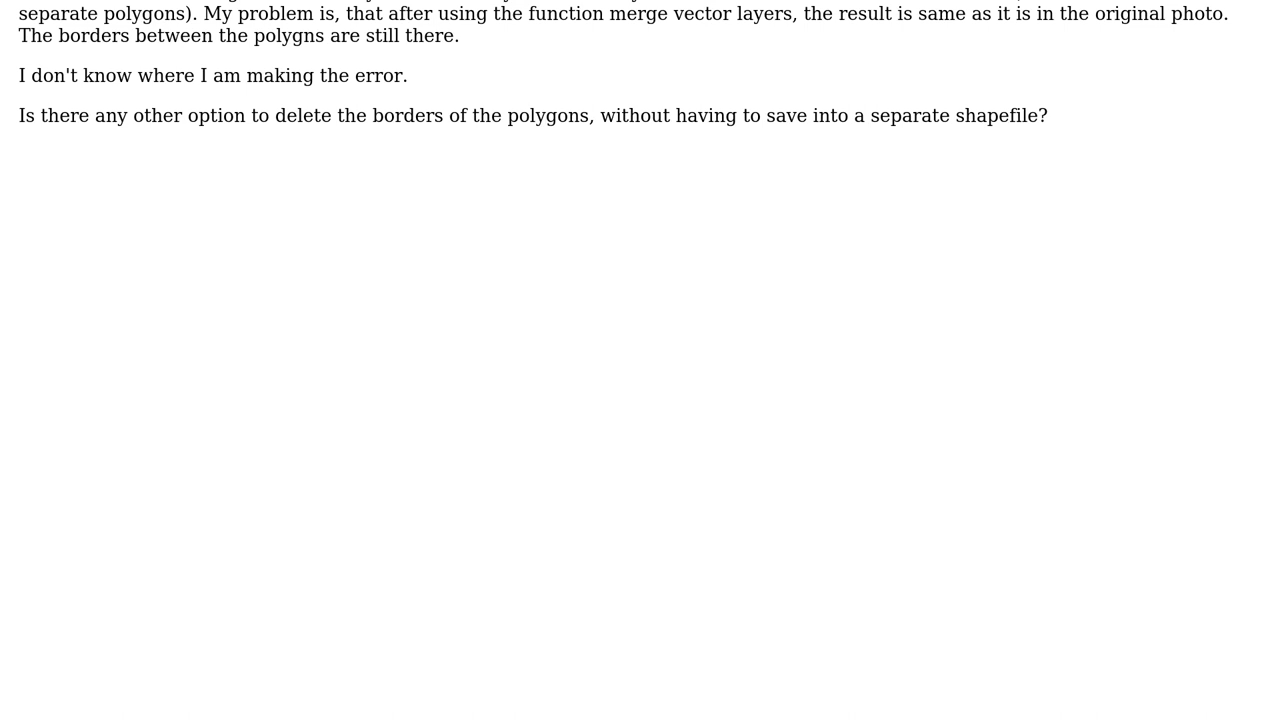 separate polygons). My problem is, that after using the function merge vector layers, the result is same as it is in the original photo.
The borders between the polygns are still there.
I don't know where I am making the error.
Is there any other option to delete the borders of the polygons, without having to save into a separate shapefile?